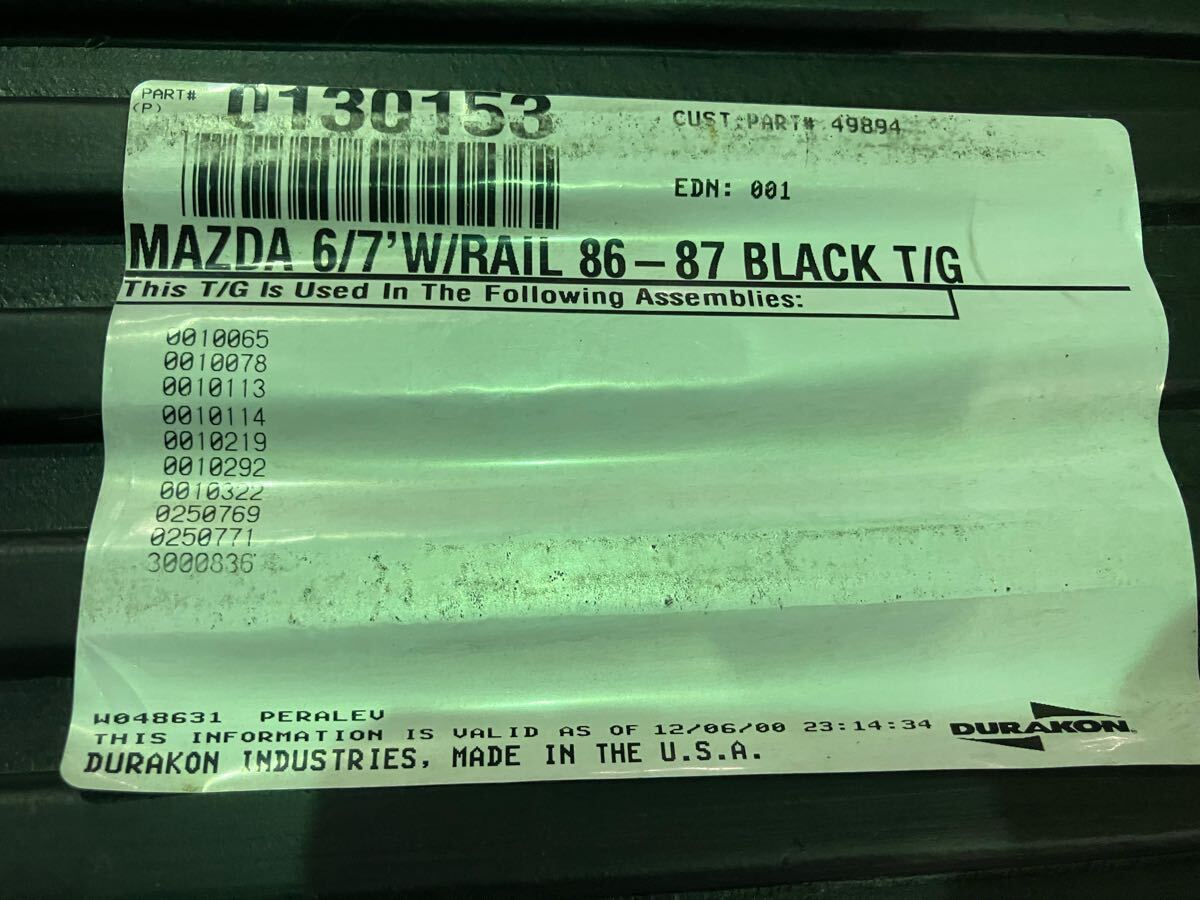 PART# 0130153
(P)
CUST.PART# 49894
EDN: 001
MAZDA 6/7'W/RAIL 86-87 BLACK T/G
This T/G Is Used In The Following Assemblies:
0010065
0010078
0010113
0010114
0010219
0010292
0010322
0250769
0250771
3000836
W048631 PERALEV
THIS INFORMATION IS VALID AS OF 12/06/00 23:14:34
DURAKON
DURAKON INDUSTRIES, MADE IN THE U.S.A.